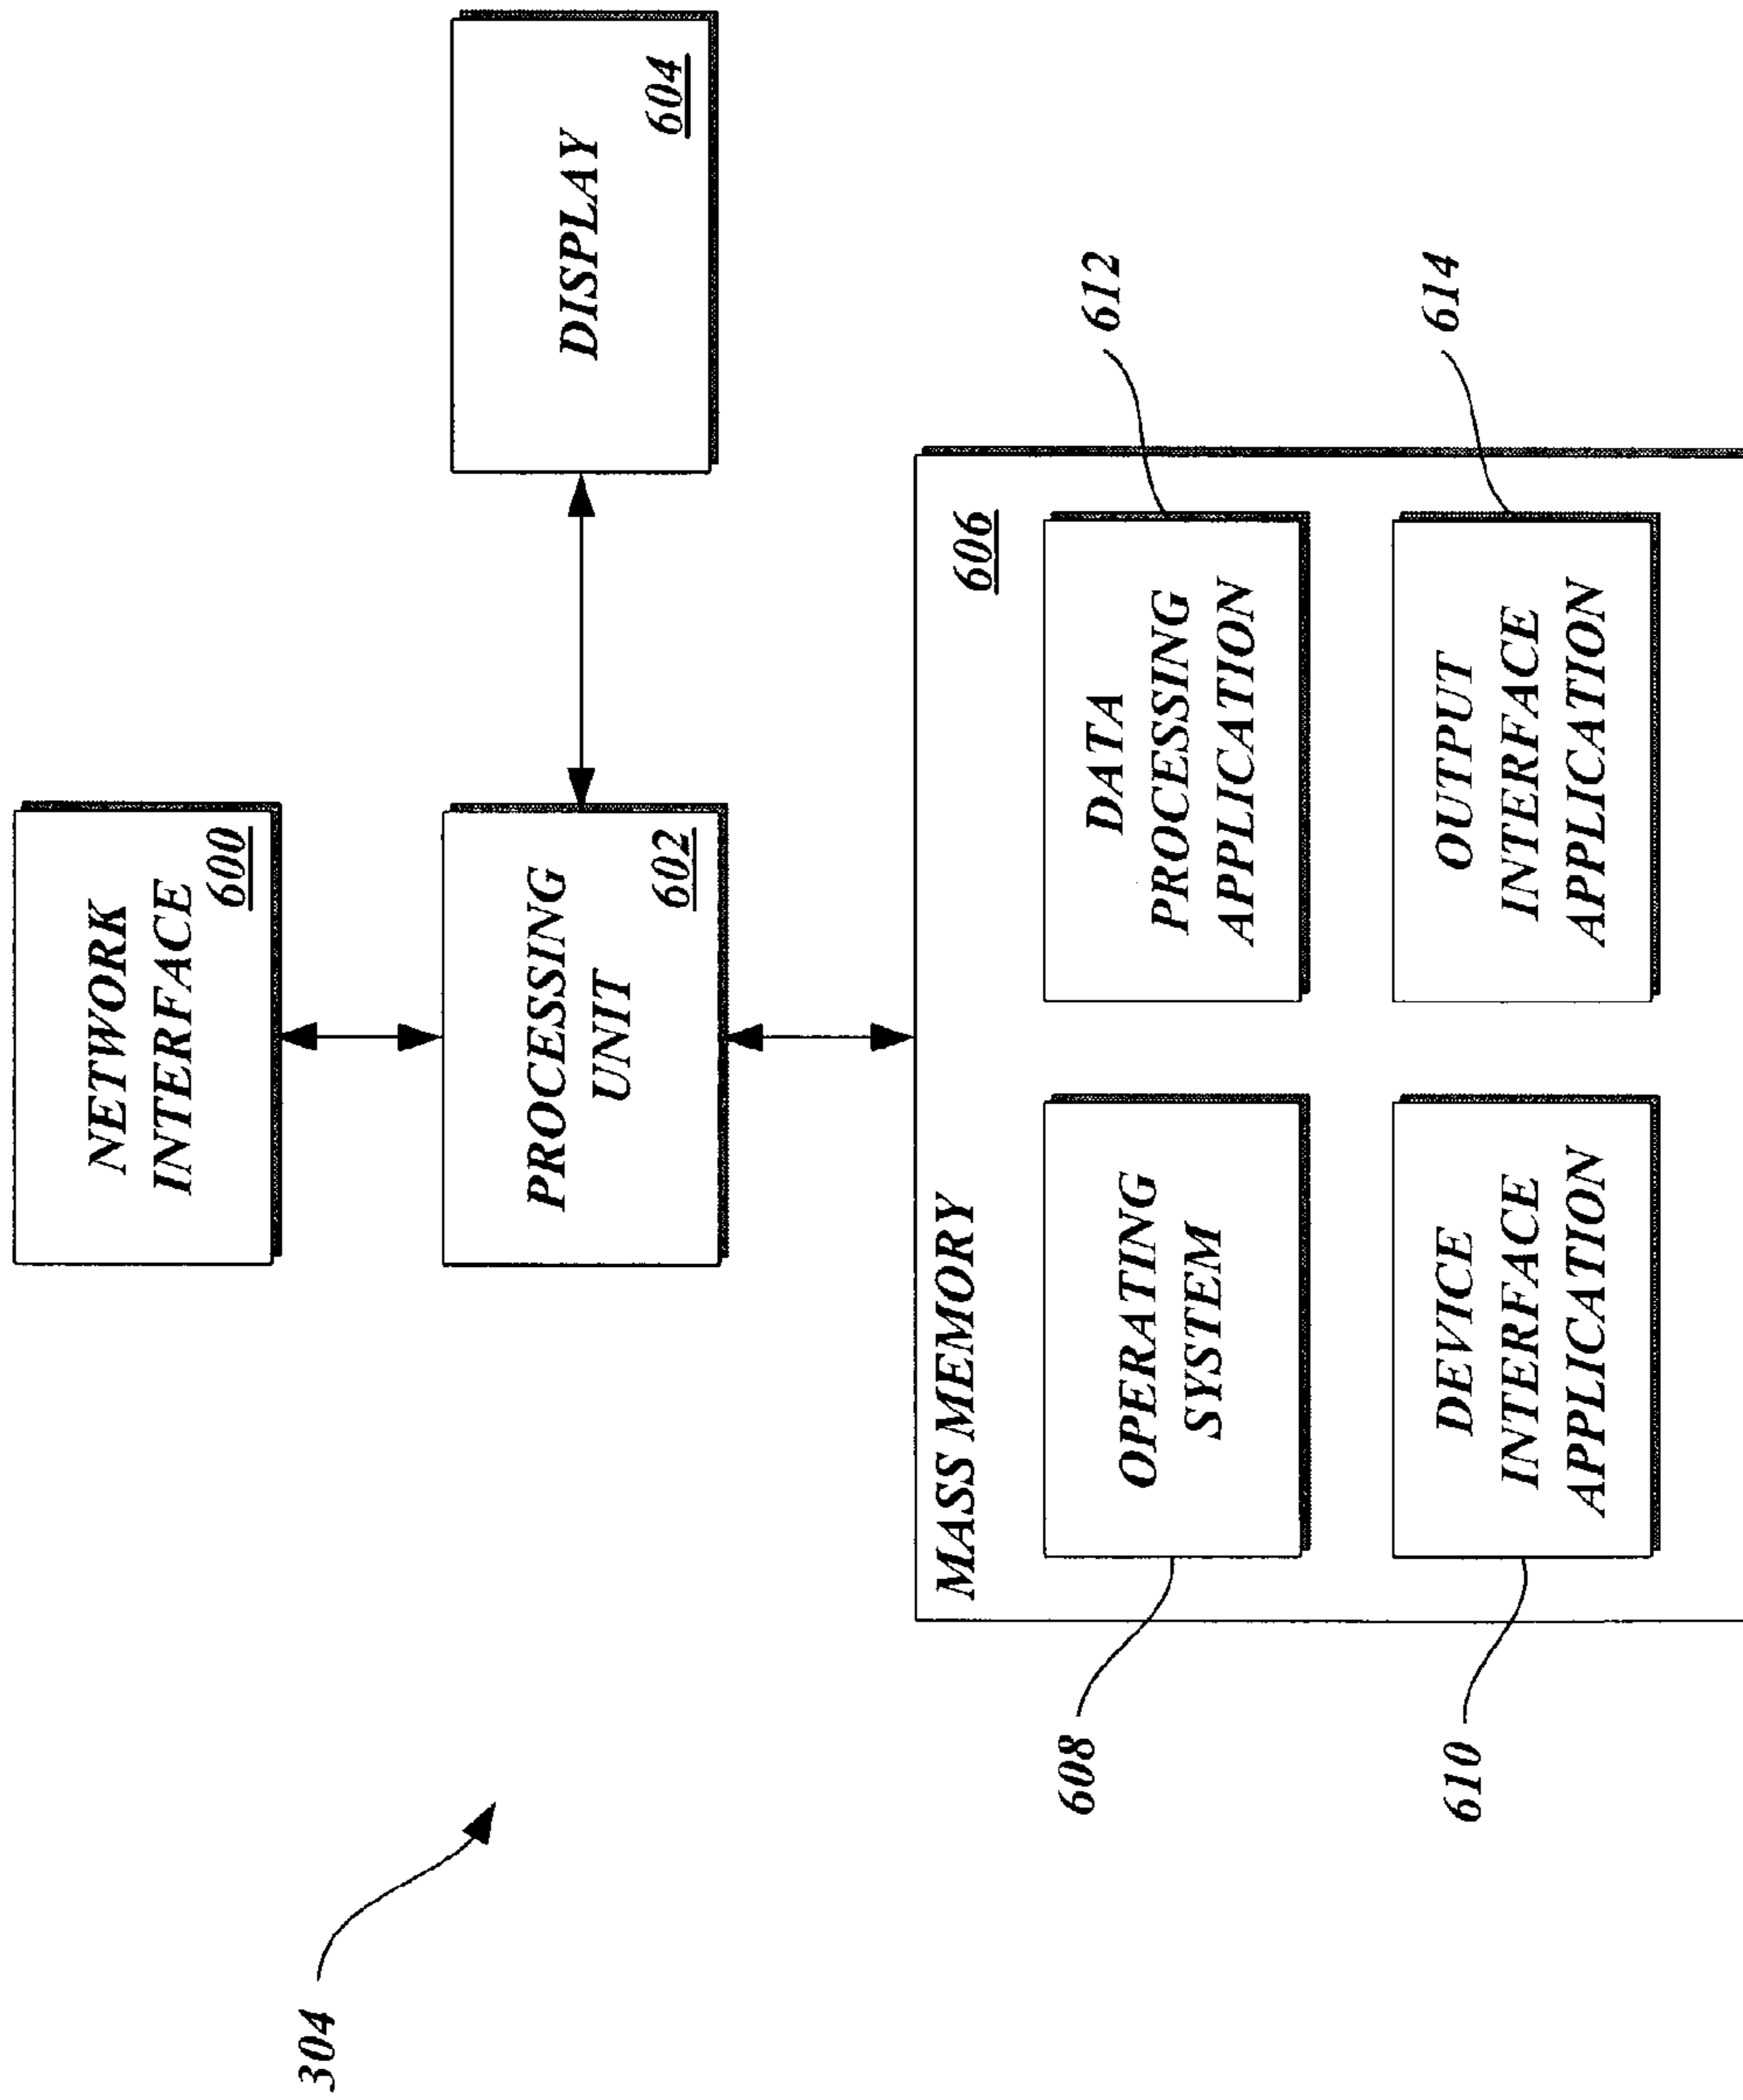 NETWORK
INTERFACE
600
PROCESSING
UNIT
602
DISPLAY
604
MASS MEMORY
606
OPERATING
SYSTEM
DATA
PROCESSING
APPLICATION
DEVICE
INTERFACE
APPLICATION
OUTPUT
INTERFACE
APPLICATION
608
610
612
614
304